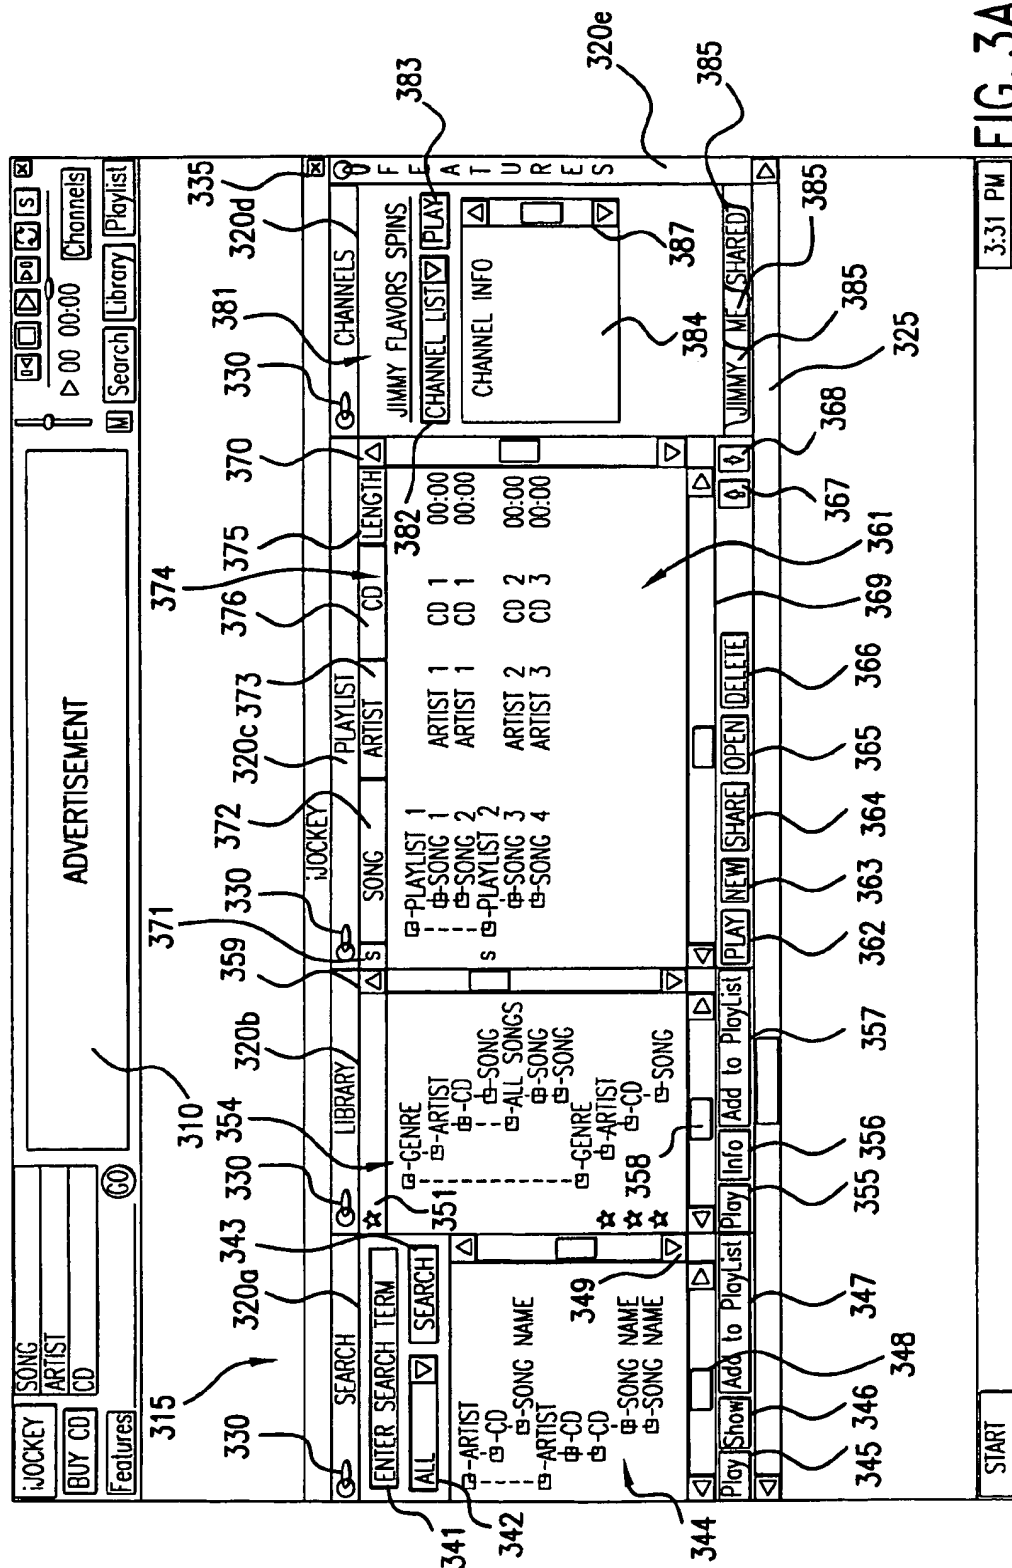 iJOCKEY
SONG
BUY CD
ARTIST
CD
Features
GO
ADVERTISEMENT
S
00 00:00
Channels
M
Search
Library
Playlist
310
315
iJOCKEY
335
330
320a
343
330
354
320b
359
371
330
372
320c
373
376
374
375
370
330
381
320d
SEARCH
LIBRARY
PLAYLIST
CHANNELS
341
ENTER SEARCH TERM
342
ALL
SEARCH
351
S
SONG
ARTIST
CD
LENGTH
382
JIMMY FLAVORS SPINS
CHANNEL LIST
PLAY
383
FEATURES
320e
ARTIST
CD
SONG NAME
ARTIST
CD
CD
SONG NAME
SONG NAME
344
349
GENRE
ARTIST
CD
SONG
ALL SONGS
SONG
SONG
GENRE
ARTIST
CD
SONG
358
PLAYLIST 1
SONG 1 ARTIST 1 CD 1 00:00
SONG 2 ARTIST 1 CD 1 00:00
S PLAYLIST 2
SONG 3 ARTIST 2 CD 2 00:00
SONG 4 ARTIST 3 CD 3 00:00
361
CHANNEL INFO
387
384
Play
Show
Add to PlayList
Play
Info
Add to PlayList
PLAY
NEW
SHARE
OPEN
DELETE
JIMMY
ME
SHARED
385
385
385
345
346
348
347
355
356
357
362
363
364
365
366
369
367
368
325
START
3:31 PM
FIG. 3A